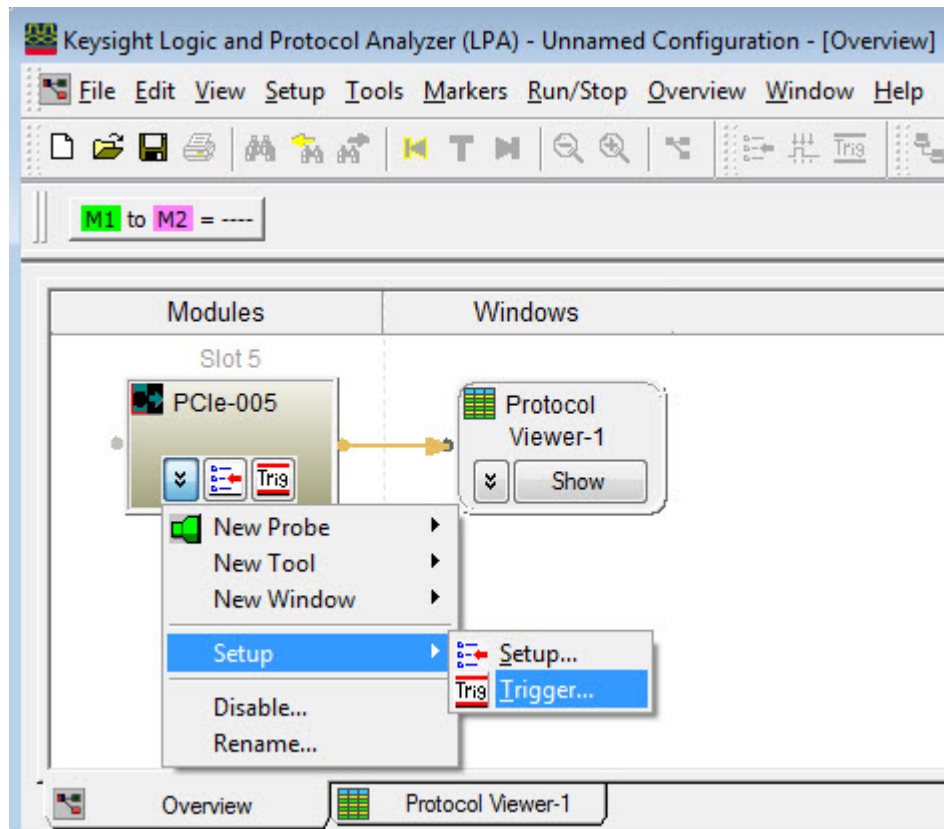 Keysight Logic and Protocol Analyzer (LPA) - Unnamed Configuration - [Overview]
File Edit View Setup Tools Markers Run/Stop Overview Window Help
T Trig
M1 to M2 = ----
Modules Windows
Slot 5
PCIe-005
Protocol
Viewer-1
Trig
Show
New Probe
New Tool
New Window
Setup
Setup...
Trig Trigger...
Disable...
Rename...
Overview Protocol Viewer-1